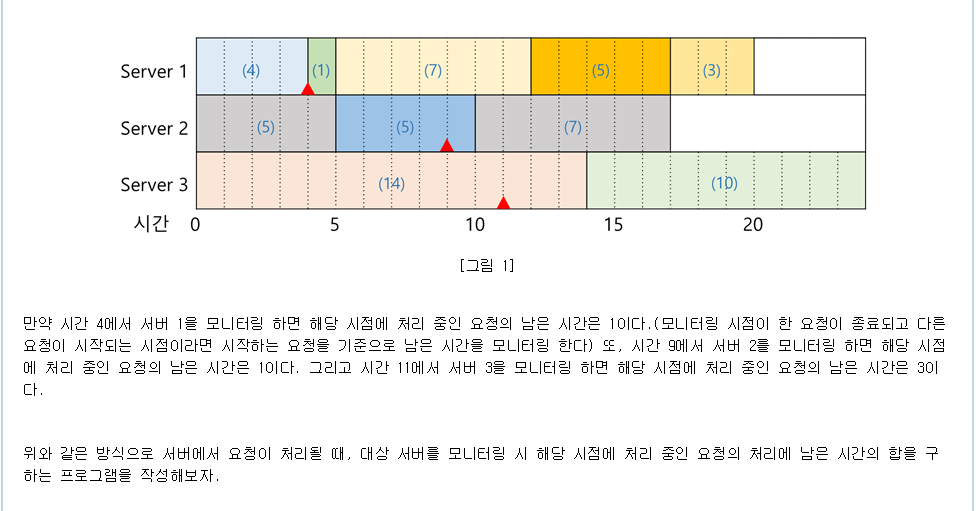 Server 1 (4) (1) (7) (5) (3)
Server 2 (5) (5) (7)
Server 3 (14) (10)
시간 0 5 10 15 20
[그림 1]
만약 시간 4에서 서버 1을 모니터링 하면 해당 시점에 처리 중인 요청의 남은 시간은 1이다.(모니터링 시점이 한 요청이 종료되고 다른
요청이 시작되는 시점이라면 시작하는 요청을 기준으로 남은 시간을 모니터링 한다) 또, 시간 9에서 서버 2를 모니터링 하면 해당 시점
에 처리 중인 요청의 남은 시간은 1이다. 그리고 시간 11에서 서버 3을 모니터링 하면 해당 시점에 처리 중인 요청의 남은 시간은 3이
다.
위와 같은 방식으로 서버에서 요청이 처리될 때, 대상 서버를 모니터링 시 해당 시점에 처리 중인 요청의 처리에 남은 시간의 합을 구
하는 프로그램을 작성해보자.